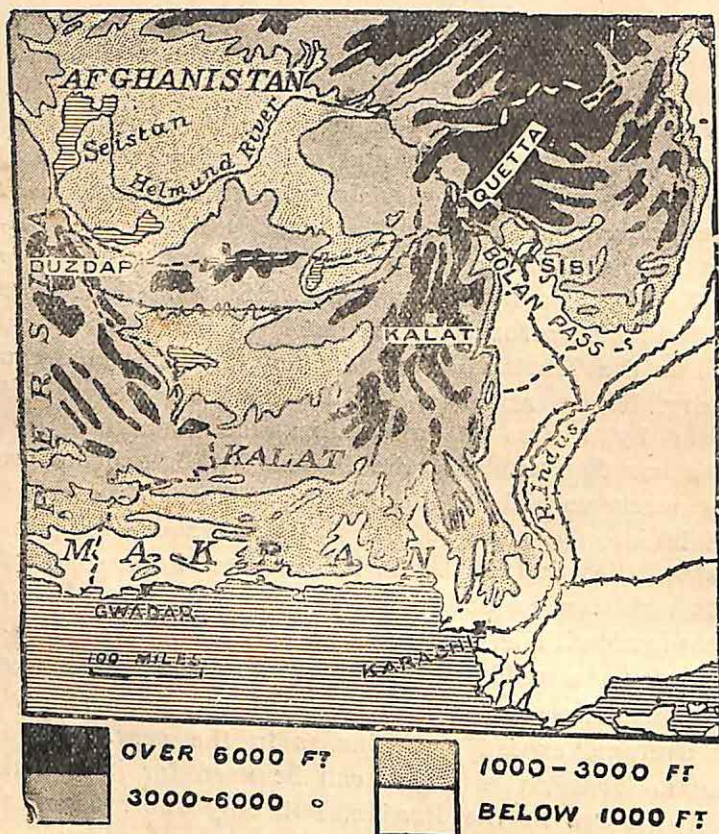 AFGHANISTAN
Seistan
Helmund River
QUETTA
DUZDAP
SIBI
BOLAN PASS
KALAT
PERSIA
KALAT
R. Indus
MAKRAN
GWADAR
100 MILES
KARACHI
OVER 6000 FT
3000-6000 "
1000-3000 FT
BELOW 1000 FT